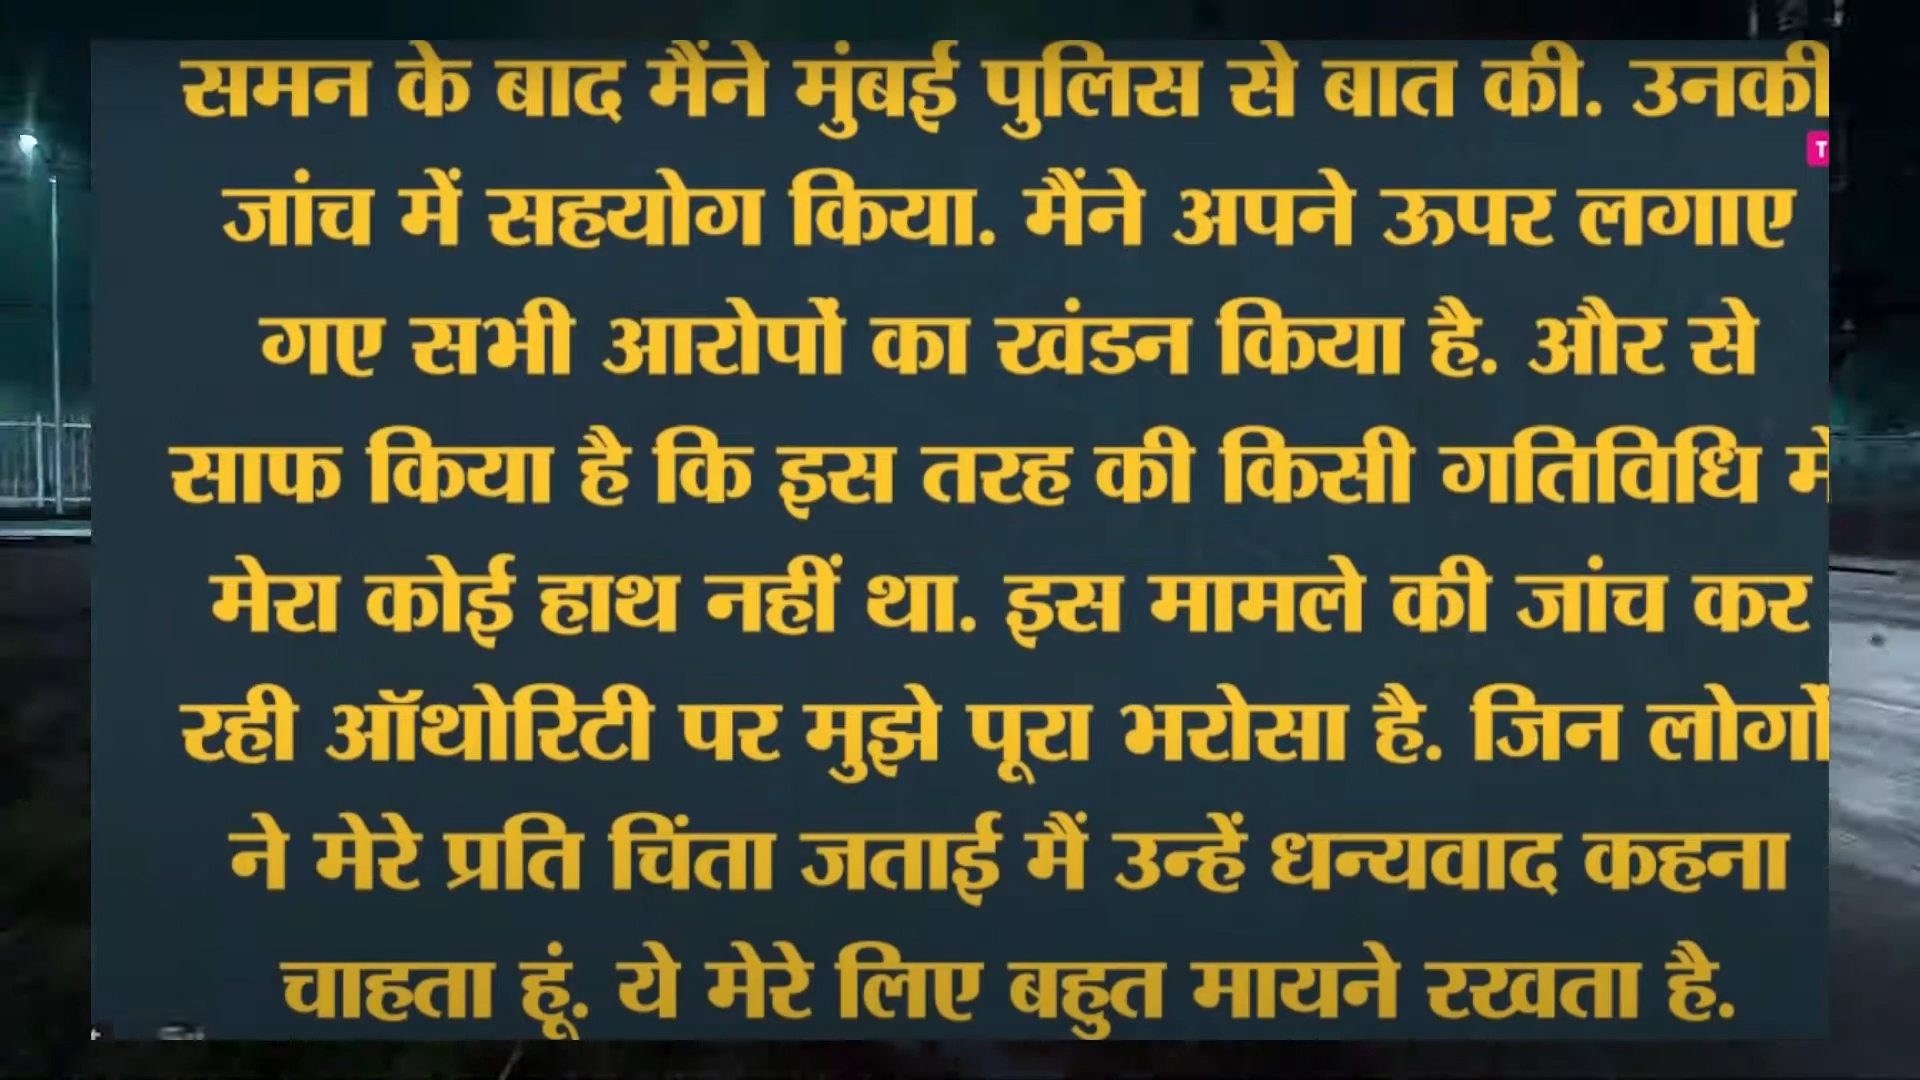 समन के बाद मैंने मुंबई पुलिस से बात की. उनकी
T
जांच में सहयोग किया. मैंने अपने ऊपर लगाए
गए सभी आरोपों का खंडन किया है. और से
साफ किया है कि इस तरह की किसी गतिविधि में
मेरा कोई हाथ नहीं था. इस मामले की जांच कर
रही ऑथोरिटी पर मुझे पूरा भरोसा है. जिन लोगों
ने मेरे प्रति चिंता जताई मैं उन्हें धन्यवाद कहना
चाहता हूं. ये मेरे लिए बहुत मायने रखता है.